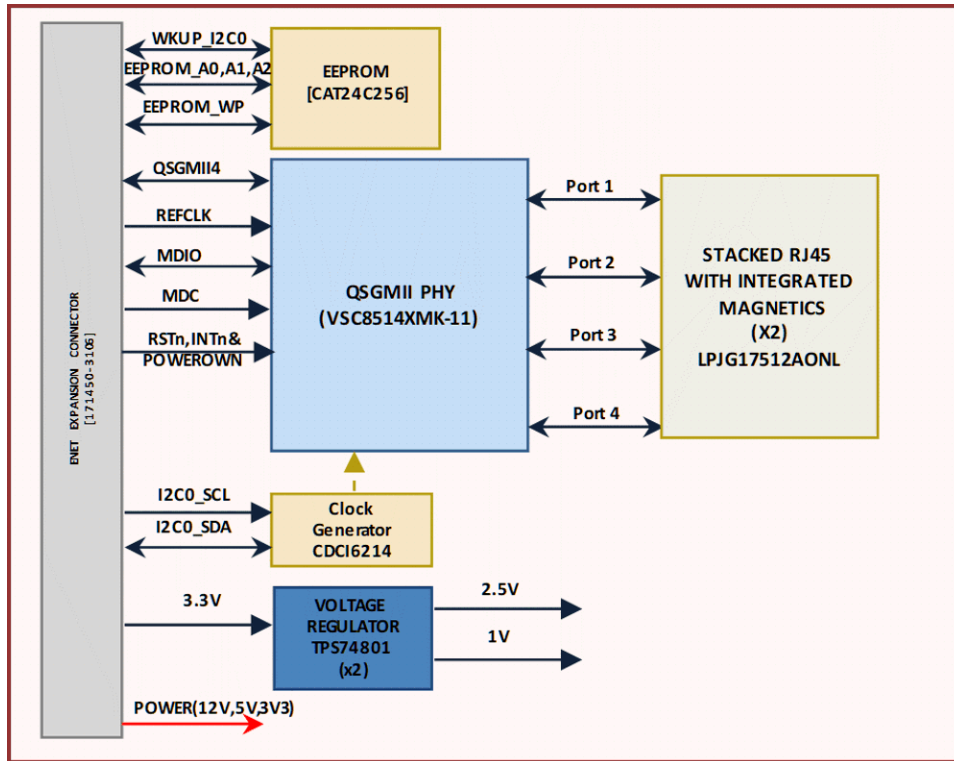 ENET EXPANSION CONNECTOR
[171450-3106]
WKUP_I2C0
EEPROM_A0,A1,A2
EEPROM_WP
EEPROM
[CAT24C256]
QSGMII4
REFCLK
MDIO
MDC
RSTn,INTn&
POWEROWN
QSGMII PHY
(VSC8514XMK-11)
Port 1
Port 2
Port 3
Port 4
STACKED RJ45
WITH INTEGRATED
MAGNETICS
(X2)
LPJG17512AONL
I2C0_SCL
I2C0_SDA
Clock
Generator
CDCI6214
3.3V
VOLTAGE
REGULATOR
TPS74801
(x2)
2.5V
1V
POWER(12V,5V,3V3)